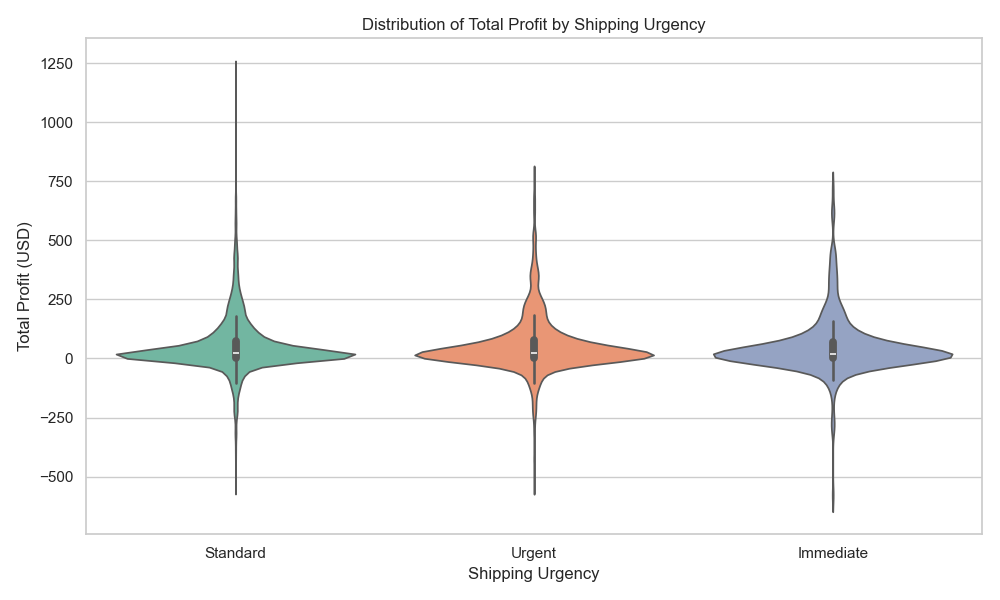 Distribution of Total Profit by Shipping Urgency
Total Profit (USD)
1250
1000
750
500
250
0
−250
−500
Standard
Urgent
Immediate
Shipping Urgency